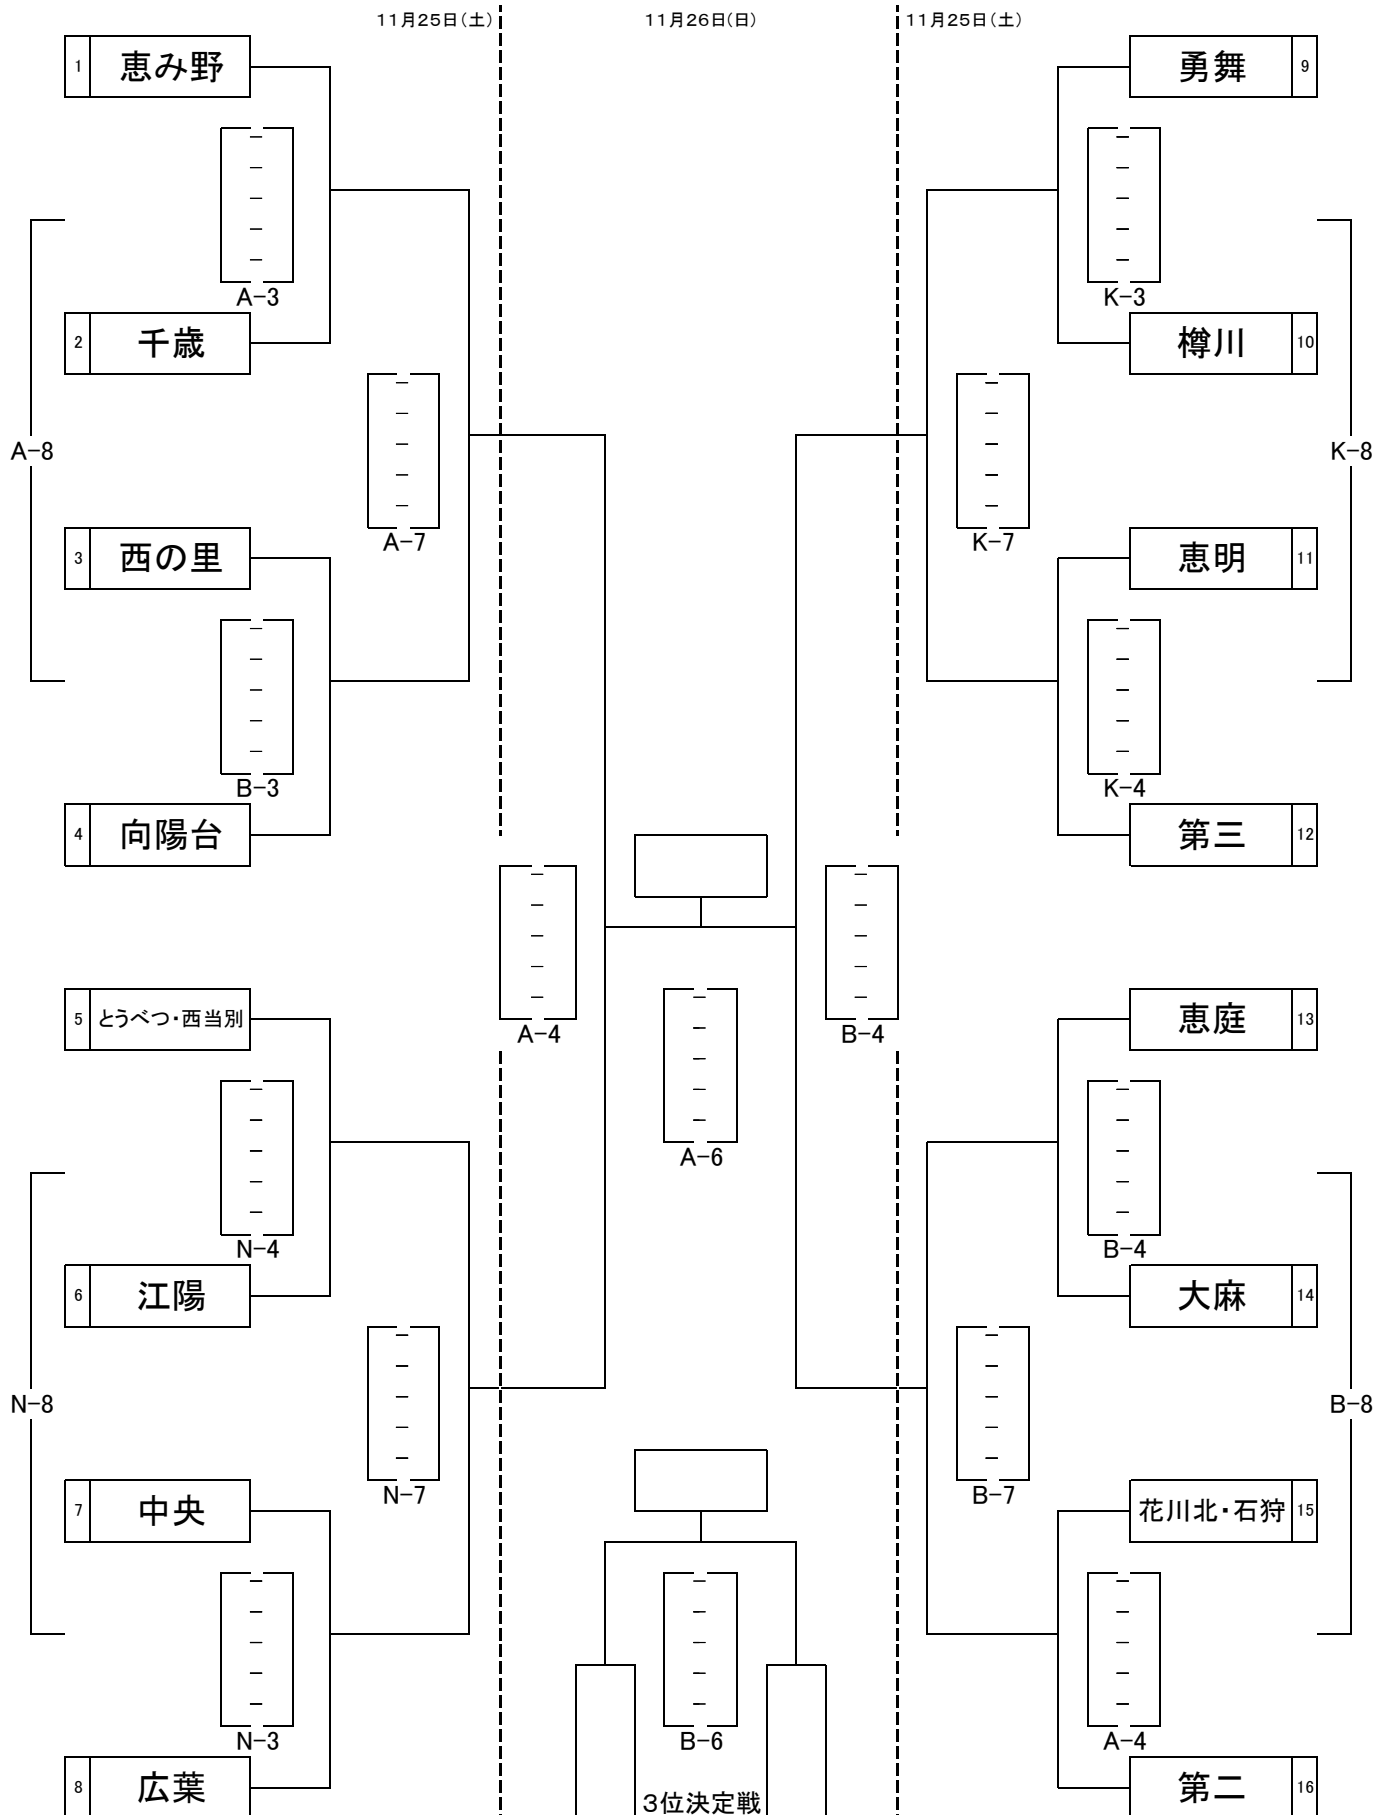 11月25日(土) 11月26日(日) 11月25日(土)
1 恵み野
勇舞 9
A-3
K-3
2 千歳
樽川 10
A-8
K-8
A-7
K-7
3 西の里
恵明 11
B-3
K-4
4 向陽台
第三 12
5 とうべつ・西当別
恵庭 13
A-4
B-4
A-6
N-4
B-4
6 江陽
大麻 14
N-8
B-8
N-7
B-7
7 中央
花川北・石狩 15
N-3
B-6
A-4
8 広葉
第二 16
3位決定戦